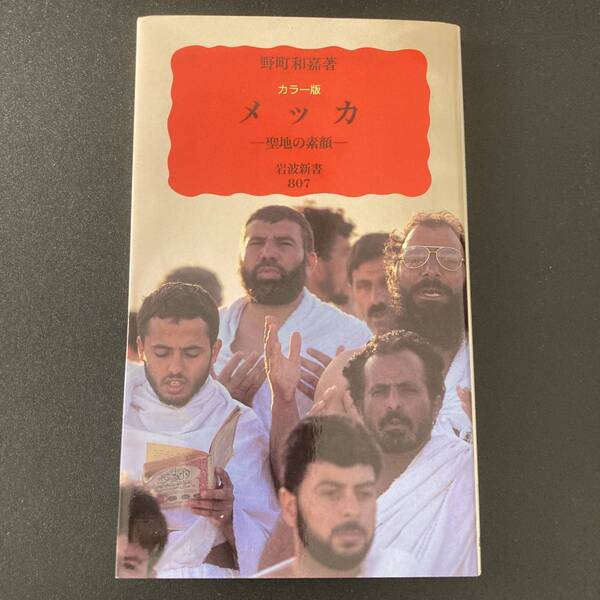 野町和嘉著
カラー版
メッカ
―聖地の素顔―
岩波新書
807